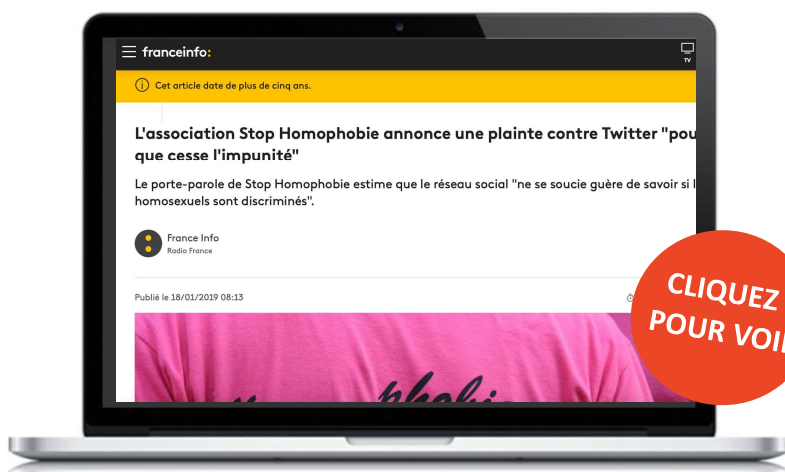 franceinfo:
TV
Cet article date de plus de cinq ans.
L'association Stop Homophobie annonce une plainte contre Twitter "pou
que cesse l'impunité"
Le porte-parole de Stop Homophobie estime que le réseau social "ne se soucie guère de savoir si l
homosexuels sont discriminés".
France Info
Radio France
Publié le 18/01/2019 08:13
CLIQUEZ
POUR VOI
phobie